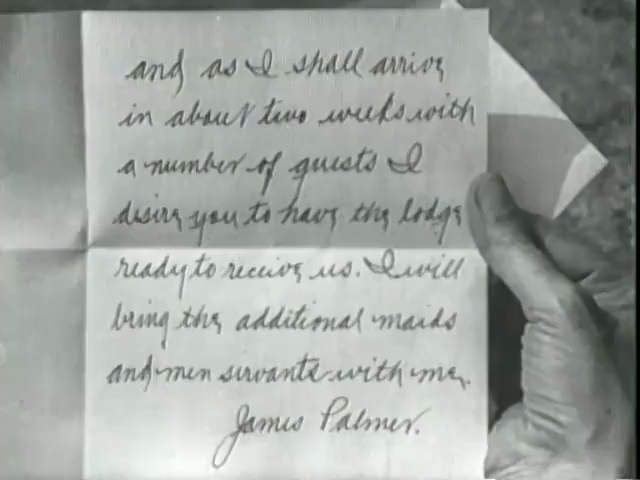 and as I shall arrive
in about two weeks with
a number of guests I
desire you to have the lodge
ready to receive us. I will
bring the additional maids
and men servants with me.
James Palmer.